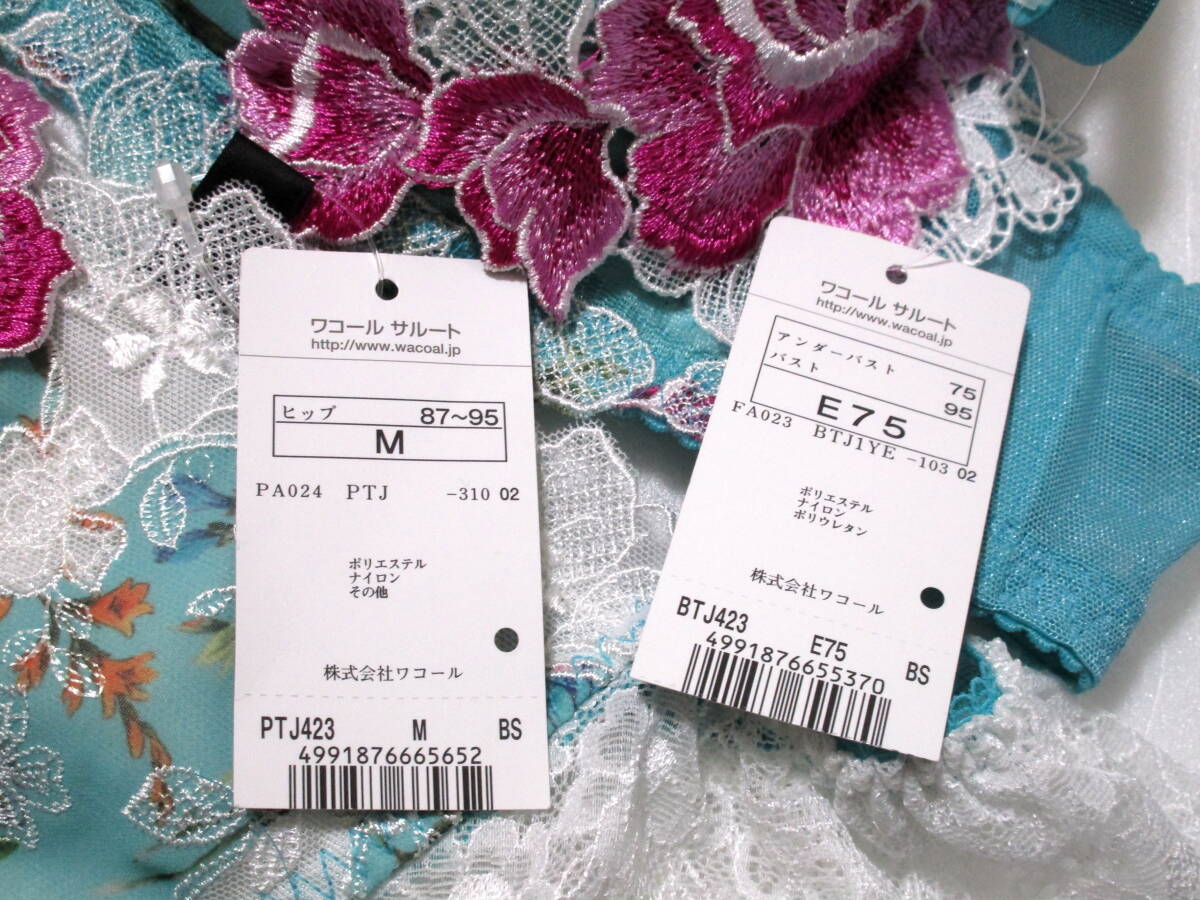 ワコール サルート
http://www.wacoal.jp
ヒップ 87〜95
M
PA024 PTJ -310 02
ポリエステル
ナイロン
その他
株式会社ワコール
PTJ423 M BS
4991876665652
ワコール サルート
http://www.wacoal.jp
アンダーバスト 75
バスト 95
E75
FA023 BTJ1YE -103 02
ポリエステル
ナイロン
ポリウレタン
株式会社ワコール
BTJ423 E75 BS
4991876655370